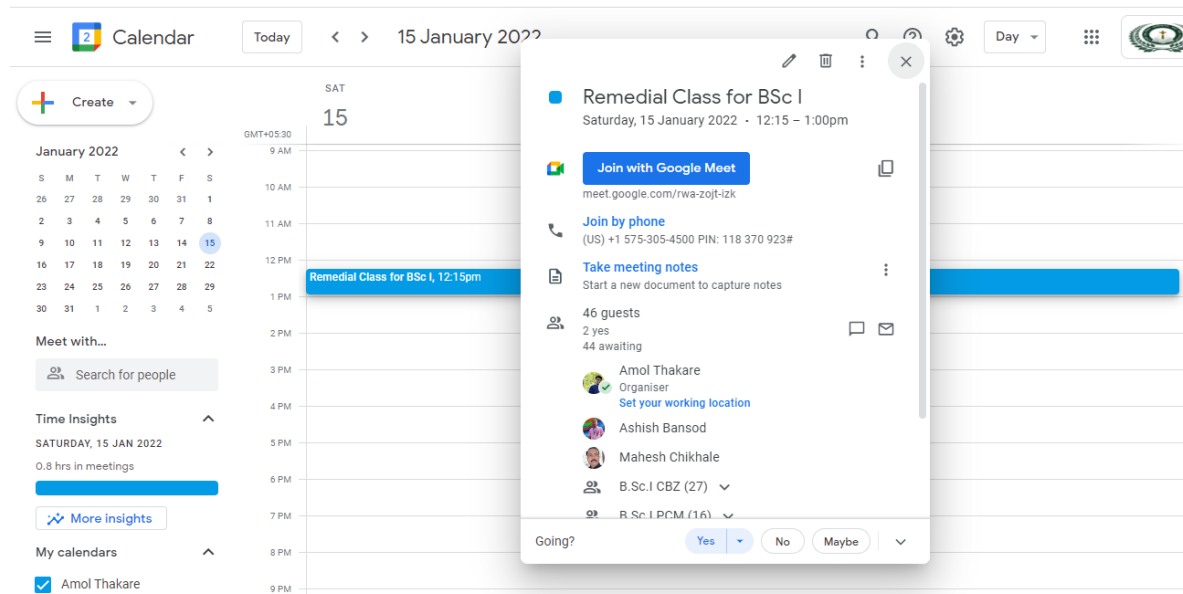 2
Calendar
Today
15 January 2022
Day
Create
SAT
15
GMT+05:30
January 2022
S M T W T F S
26 27 28 29 30 31 1
2 3 4 5 6 7 8
9 10 11 12 13 14 15
16 17 18 19 20 21 22
23 24 25 26 27 28 29
30 31 1 2 3 4 5
Meet with...
Search for people
Time Insights
SATURDAY, 15 JAN 2022
0.8 hrs in meetings
More insights
My calendars
Amol Thakare
9 AM
10 AM
11 AM
12 PM
1 PM
2 PM
3 PM
4 PM
5 PM
6 PM
7 PM
8 PM
9 PM
Remedial Class for BSc I, 12:15pm
Remedial Class for BSc I
Saturday, 15 January 2022 · 12:15 – 1:00pm
Join with Google Meet
meet.google.com/rwa-zojt-izk
Join by phone
(US) +1 575-305-4500 PIN: 118 370 923#
Take meeting notes
Start a new document to capture notes
46 guests
2 yes
44 awaiting
Amol Thakare
Organiser
Set your working location
Ashish Bansod
Mahesh Chikhale
B.Sc.I CBZ (27)
B.Sc.I PCM (16)
Going?
Yes
No
Maybe